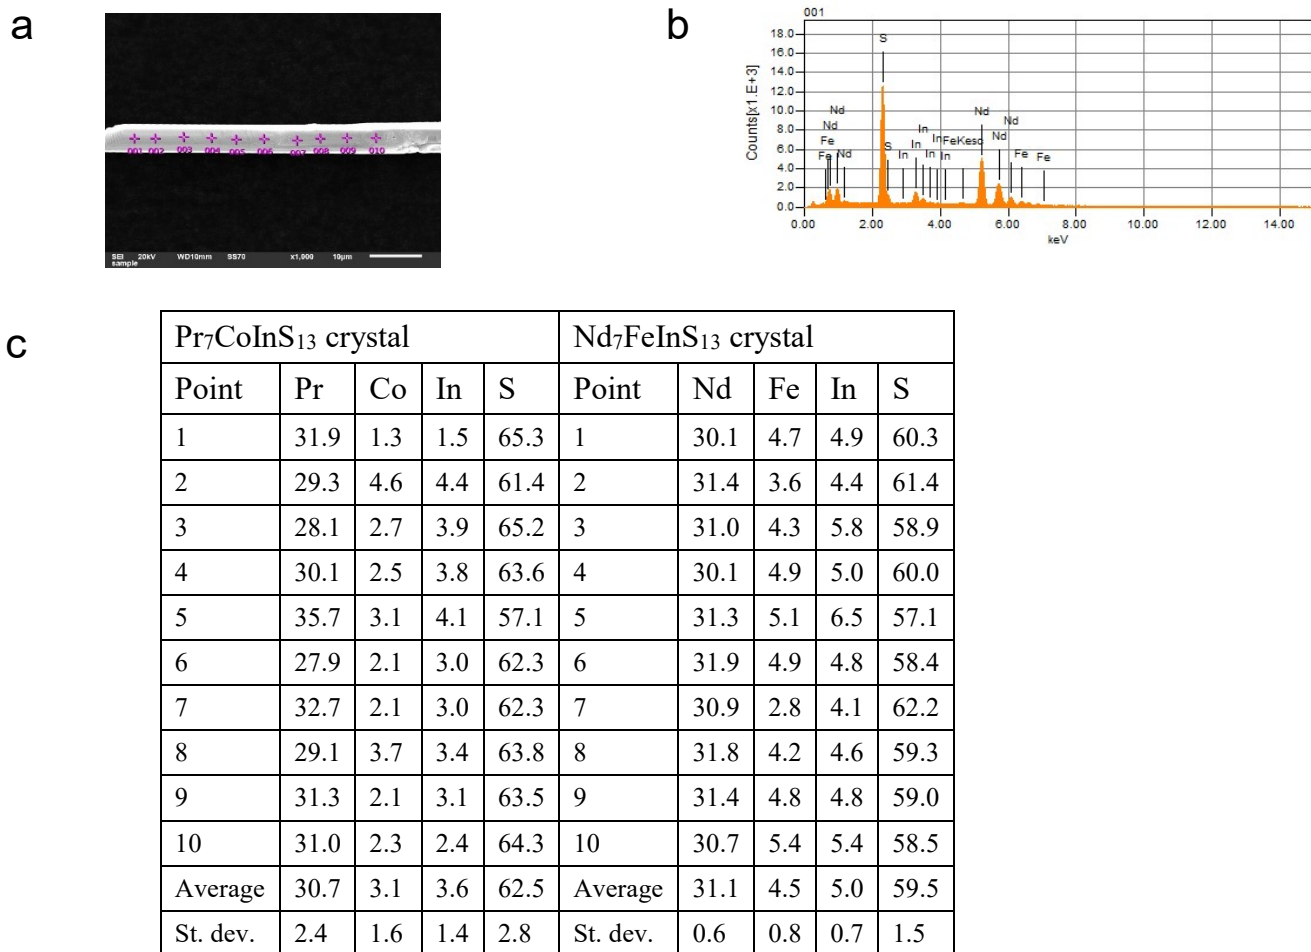 a
001 002 003 004 005 006 007 008 009 010
SEI 20kV WD10mm SS70 x1,000 10µm
sample
b
001
Counts[x1.E+3]
18.0
16.0
14.0
12.0
10.0
8.0
6.0
4.0
2.0
0.0
S
Nd
Nd
Fe
Fe
Nd
S
In
In
In
In
In
In
FeKesc
Nd
Nd
Nd
Fe
Fe
0.00 2.00 4.00 6.00 8.00 10.00 12.00 14.00
keV
c
Pr₇CoInS₁₃ crystal Nd₇FeInS₁₃ crystal
Point Pr Co In S Point Nd Fe In S
1 31.9 1.3 1.5 65.3 1 30.1 4.7 4.9 60.3
2 29.3 4.6 4.4 61.4 2 31.4 3.6 4.4 61.4
3 28.1 2.7 3.9 65.2 3 31.0 4.3 5.8 58.9
4 30.1 2.5 3.8 63.6 4 30.1 4.9 5.0 60.0
5 35.7 3.1 4.1 57.1 5 31.3 5.1 6.5 57.1
6 27.9 2.1 3.0 62.3 6 31.9 4.9 4.8 58.4
7 32.7 2.1 3.0 62.3 7 30.9 2.8 4.1 62.2
8 29.1 3.7 3.4 63.8 8 31.8 4.2 4.6 59.3
9 31.3 2.1 3.1 63.5 9 31.4 4.8 4.8 59.0
10 31.0 2.3 2.4 64.3 10 30.7 5.4 5.4 58.5
Average 30.7 3.1 3.6 62.5 Average 31.1 4.5 5.0 59.5
St. dev. 2.4 1.6 1.4 2.8 St. dev. 0.6 0.8 0.7 1.5